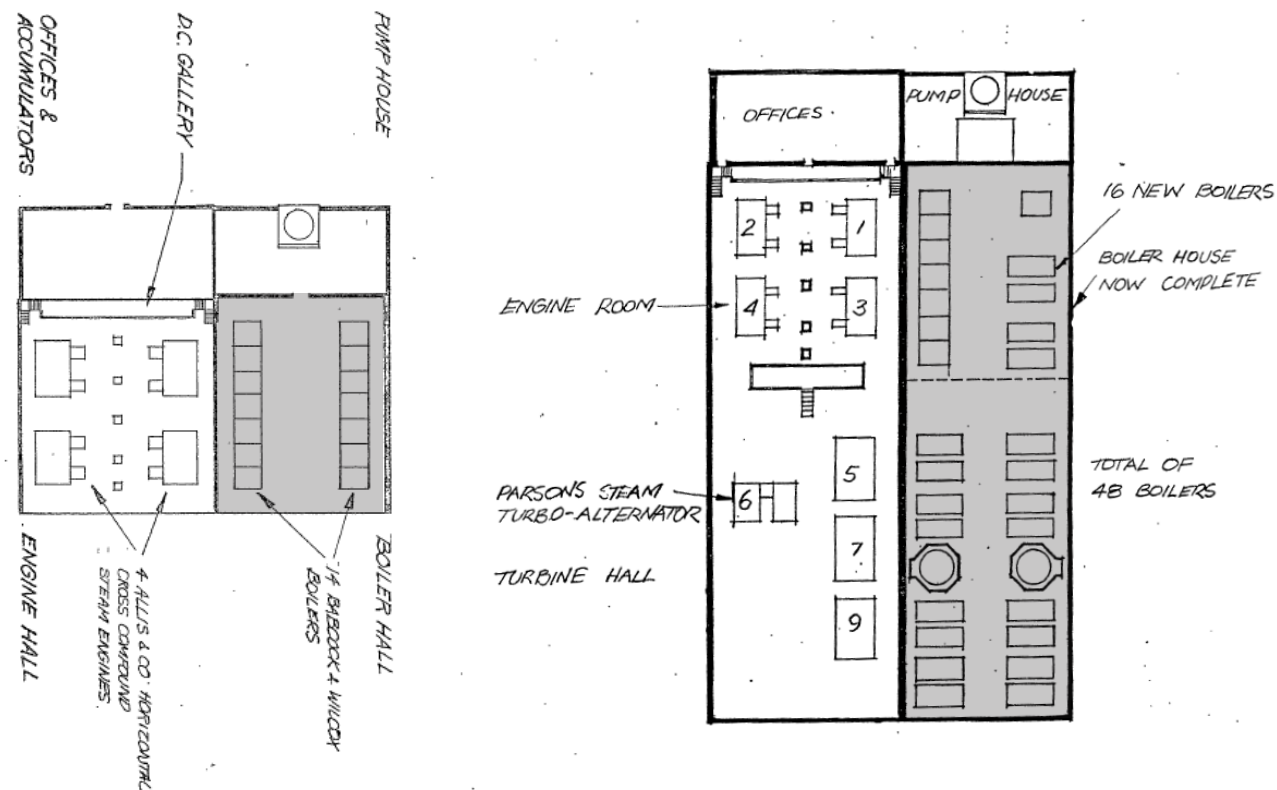 OFFICES &
ACCUMULATORS
D.C. GALLERY
PUMP HOUSE
ENGINE HALL
4 ALLIS & CO HORIZONTAL
CROSS COMPOUND
STEAM ENGINES.
14 BABCOCK & WILCOX
BOILERS
BOILER HALL
OFFICES.
PUMP HOUSE
16 NEW BOILERS
BOILER HOUSE
NOW COMPLETE
2 1
ENGINE ROOM
4 3
5
PARSONS STEAM
TURBO-ALTERNATOR
6
TOTAL OF
48 BOILERS
7
TURBINE HALL
9